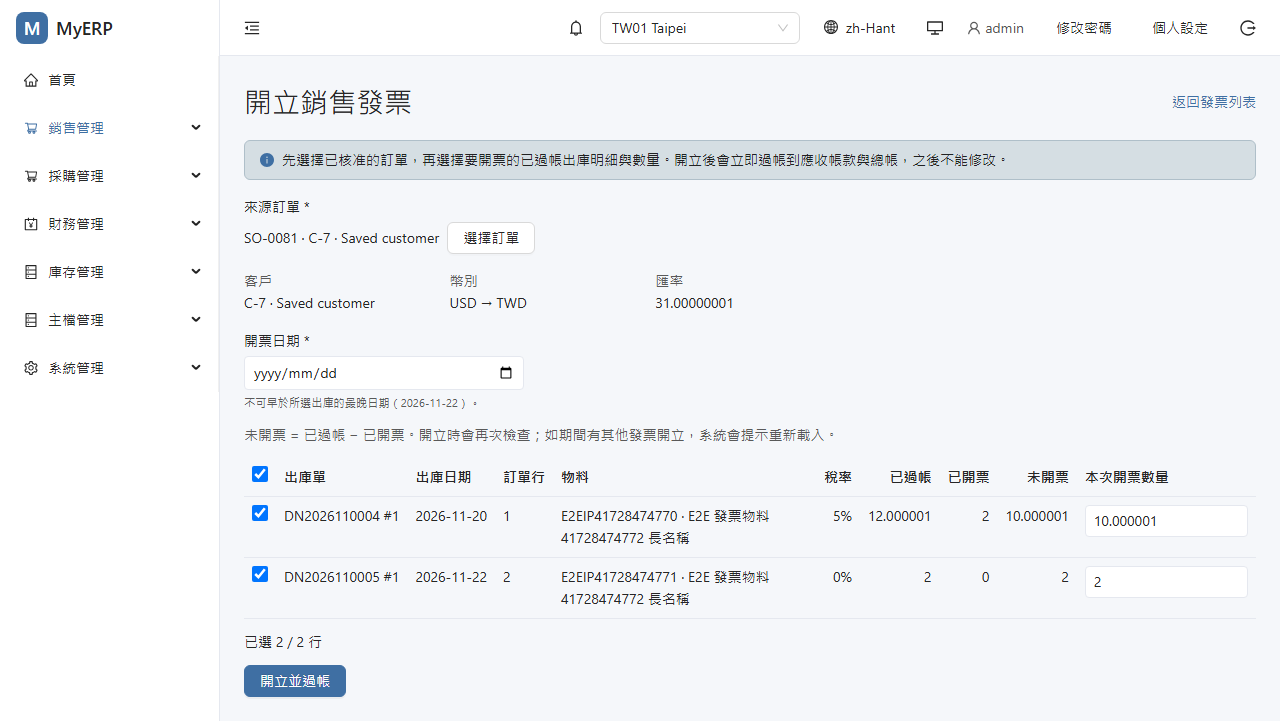 M MyERP
TW01 Taipei
zh-Hant
admin
修改密碼
個人設定
首頁
銷售管理
採購管理
財務管理
庫存管理
主檔管理
系統管理
開立銷售發票
返回發票列表
先選擇已核准的訂單，再選擇要開票的已過帳出庫明細與數量。開立後會立即過帳到應收帳款與總帳，之後不能修改。
來源訂單 *
SO-0081 · C-7 · Saved customer 選擇訂單
客戶 幣別 匯率
C-7 · Saved customer USD → TWD 31.00000001
開票日期 *
yyyy/mm/dd
不可早於所選出庫的最晚日期（2026-11-22）。
未開票 = 已過帳 − 已開票。開立時會再次檢查；如期間有其他發票開立，系統會提示重新載入。
出庫單 出庫日期 訂單行 物料 稅率 已過帳 已開票 未開票 本次開票數量
DN2026110004 #1 2026-11-20 1 E2EIP41728474770 · E2E 發票物料 5% 12.000001 2 10.000001 10.000001
41728474772 長名稱
DN2026110005 #1 2026-11-22 2 E2EIP41728474771 · E2E 發票物料 0% 2 0 2 2
41728474772 長名稱
已選 2 / 2 行
開立並過帳